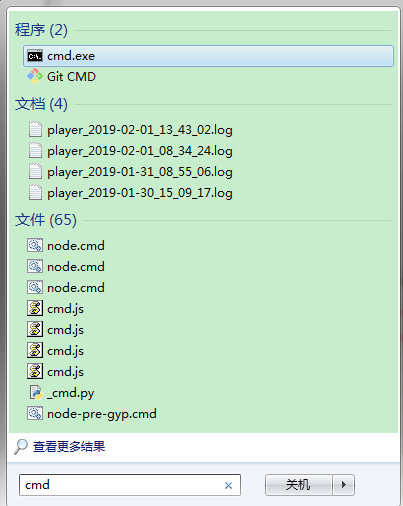 程序 (2)
cmd.exe
Git CMD
文档 (4)
player_2019-02-01_13_43_02.log
player_2019-02-01_08_34_24.log
player_2019-01-31_08_55_06.log
player_2019-01-30_15_09_17.log
文件 (65)
node.cmd
node.cmd
node.cmd
cmd.js
cmd.js
cmd.js
cmd.js
_cmd.py
node-pre-gyp.cmd
查看更多结果
cmd
关机